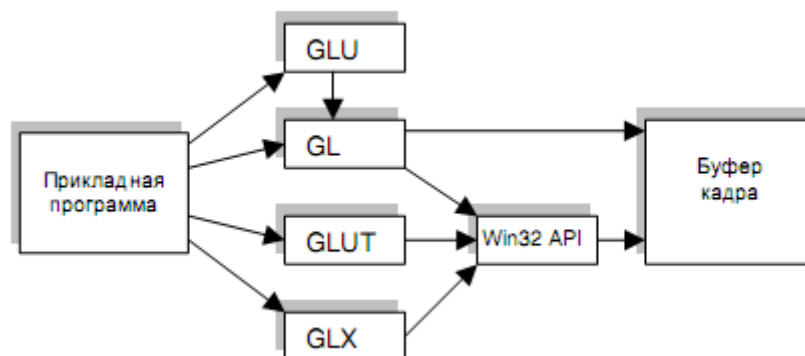 GLU
GL
Прикладная
программа
GLUT
GLX
Win32 API
Буфер
кадра